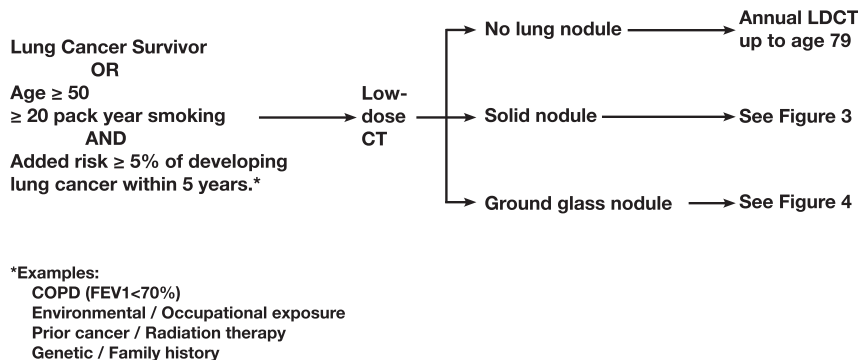 Lung Cancer Survivor
OR
Age ≥ 50
≥ 20 pack year smoking
AND
Added risk ≥ 5% of developing
lung cancer within 5 years.*
Low-
dose
CT
No lung nodule
Annual LDCT
up to age 79
Solid nodule
See Figure 3
Ground glass nodule
See Figure 4
*Examples:
COPD (FEV1<70%)
Environmental / Occupational exposure
Prior cancer / Radiation therapy
Genetic / Family history